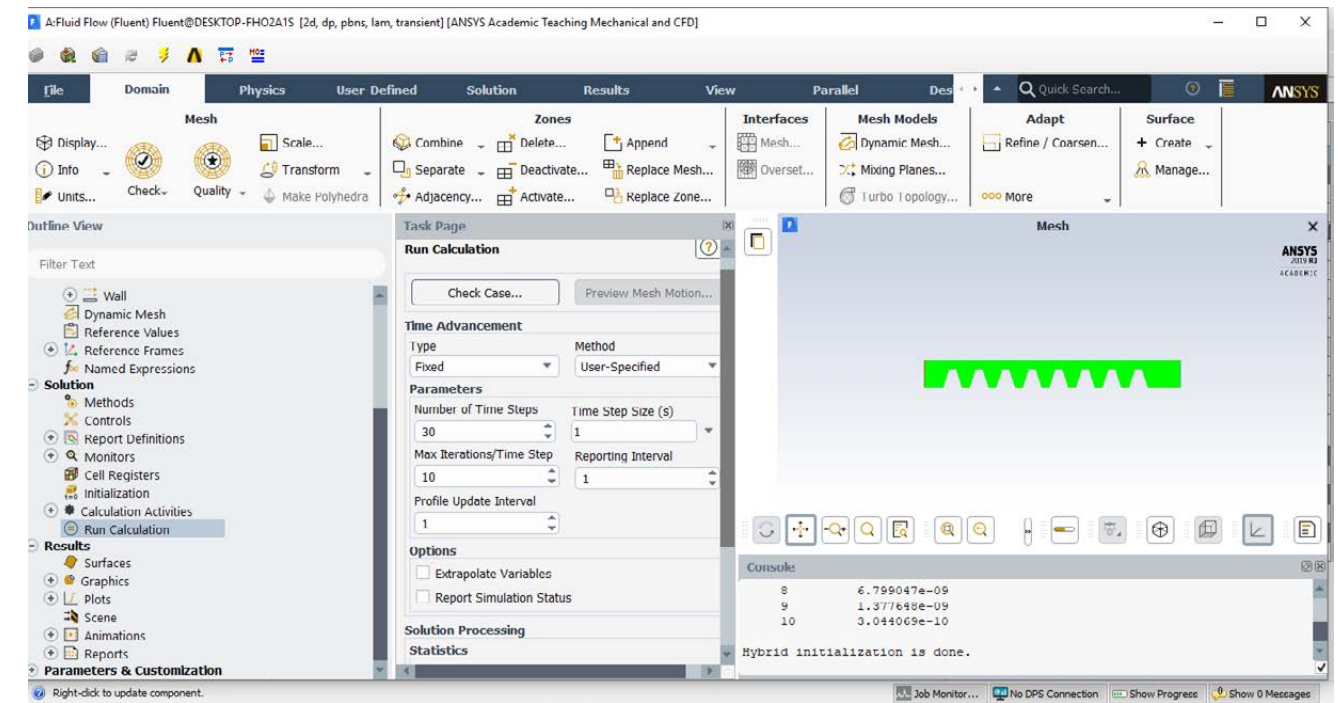 A:Fluid Flow (Fluent) Fluent@DESKTOP-FHO2A1S [2d, dp, pbns, lam, transient] [ANSYS Academic Teaching Mechanical and CFD]
File Domain Physics User Defined Solution Results View Parallel Des Quick Search... ANSYS
Mesh Zones Interfaces Mesh Models Adapt Surface
Display... Scale... Combine Delete... Append Mesh... Dynamic Mesh... Refine / Coarsen... + Create
Info Transform Separate Deactivate... Replace Mesh... Overset... Mixing Planes... Manage...
Units... Check Quality Make Polyhedra Adjacency... Activate... Replace Zone... Turbo Topology... More
Outline View
Filter Text
Wall
Dynamic Mesh
Reference Values
Reference Frames
Named Expressions
Solution
Methods
Controls
Report Definitions
Monitors
Cell Registers
Initialization
Calculation Activities
Run Calculation
Results
Surfaces
Graphics
Plots
Scene
Animations
Reports
Parameters & Customization
Task Page
Run Calculation
Check Case... Preview Mesh Motion...
Time Advancement
Type Method
Fixed User-Specified
Parameters
Number of Time Steps Time Step Size (s)
30 1
Max Iterations/Time Step Reporting Interval
10 1
Profile Update Interval
1
Options
Extrapolate Variables
Report Simulation Status
Solution Processing
Statistics
Mesh
ANSYS
2019 R3
ACADEMIC
Console
8 6.799047e-09
9 1.377648e-09
10 3.044069e-10
Hybrid initialization is done.
Right-click to update component. Job Monitor... No DPS Connection Show Progress Show 0 Messages